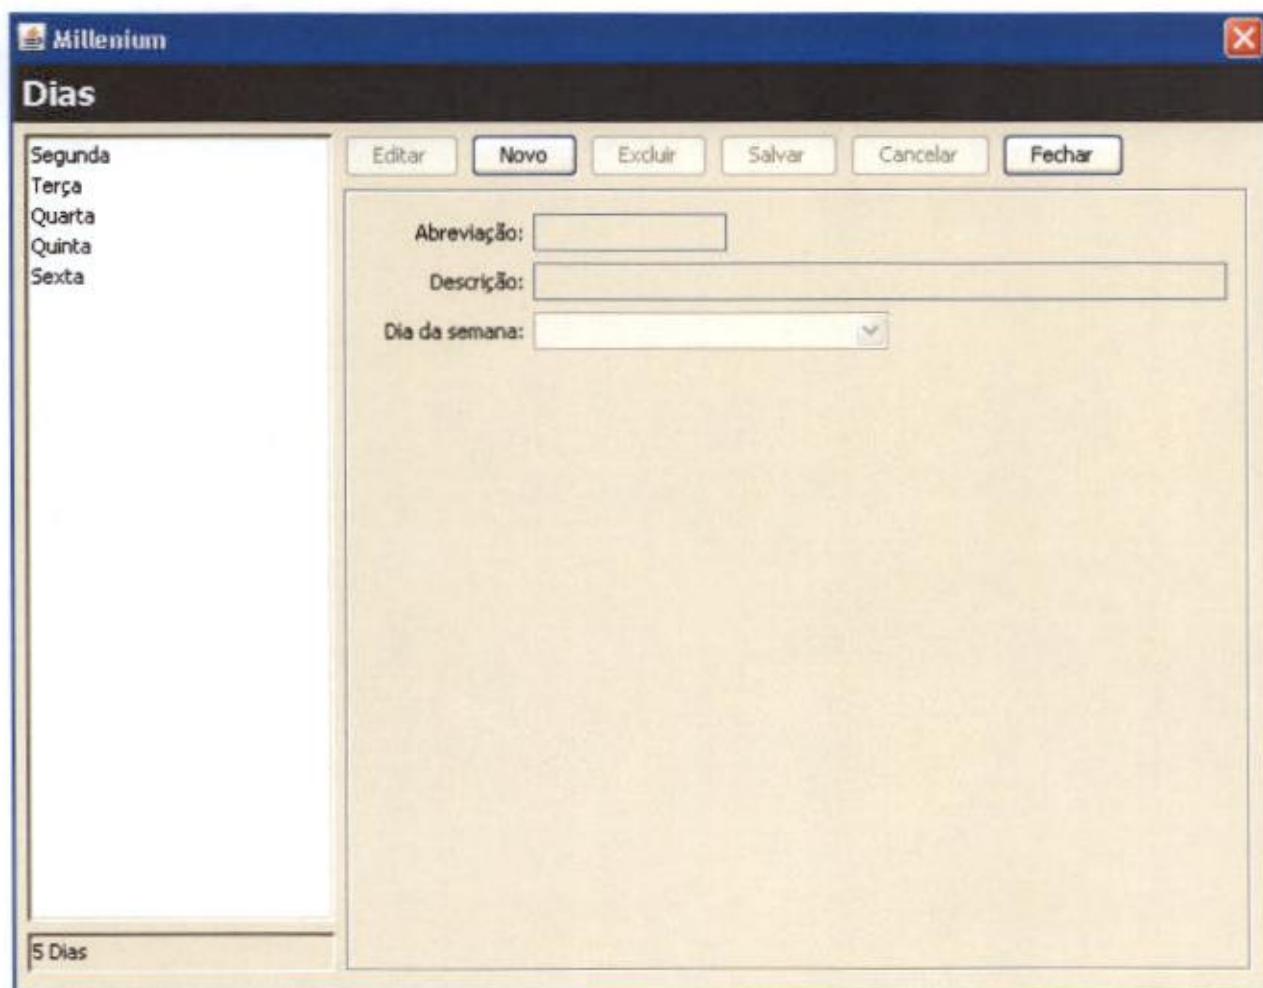 Millenium
Dias
Segunda
Terça
Quarta
Quinta
Sexta
5 Dias
Editar Novo Excluir Salvar Cancelar Fechar
Abreviação:
Descrição:
Dia da semana: